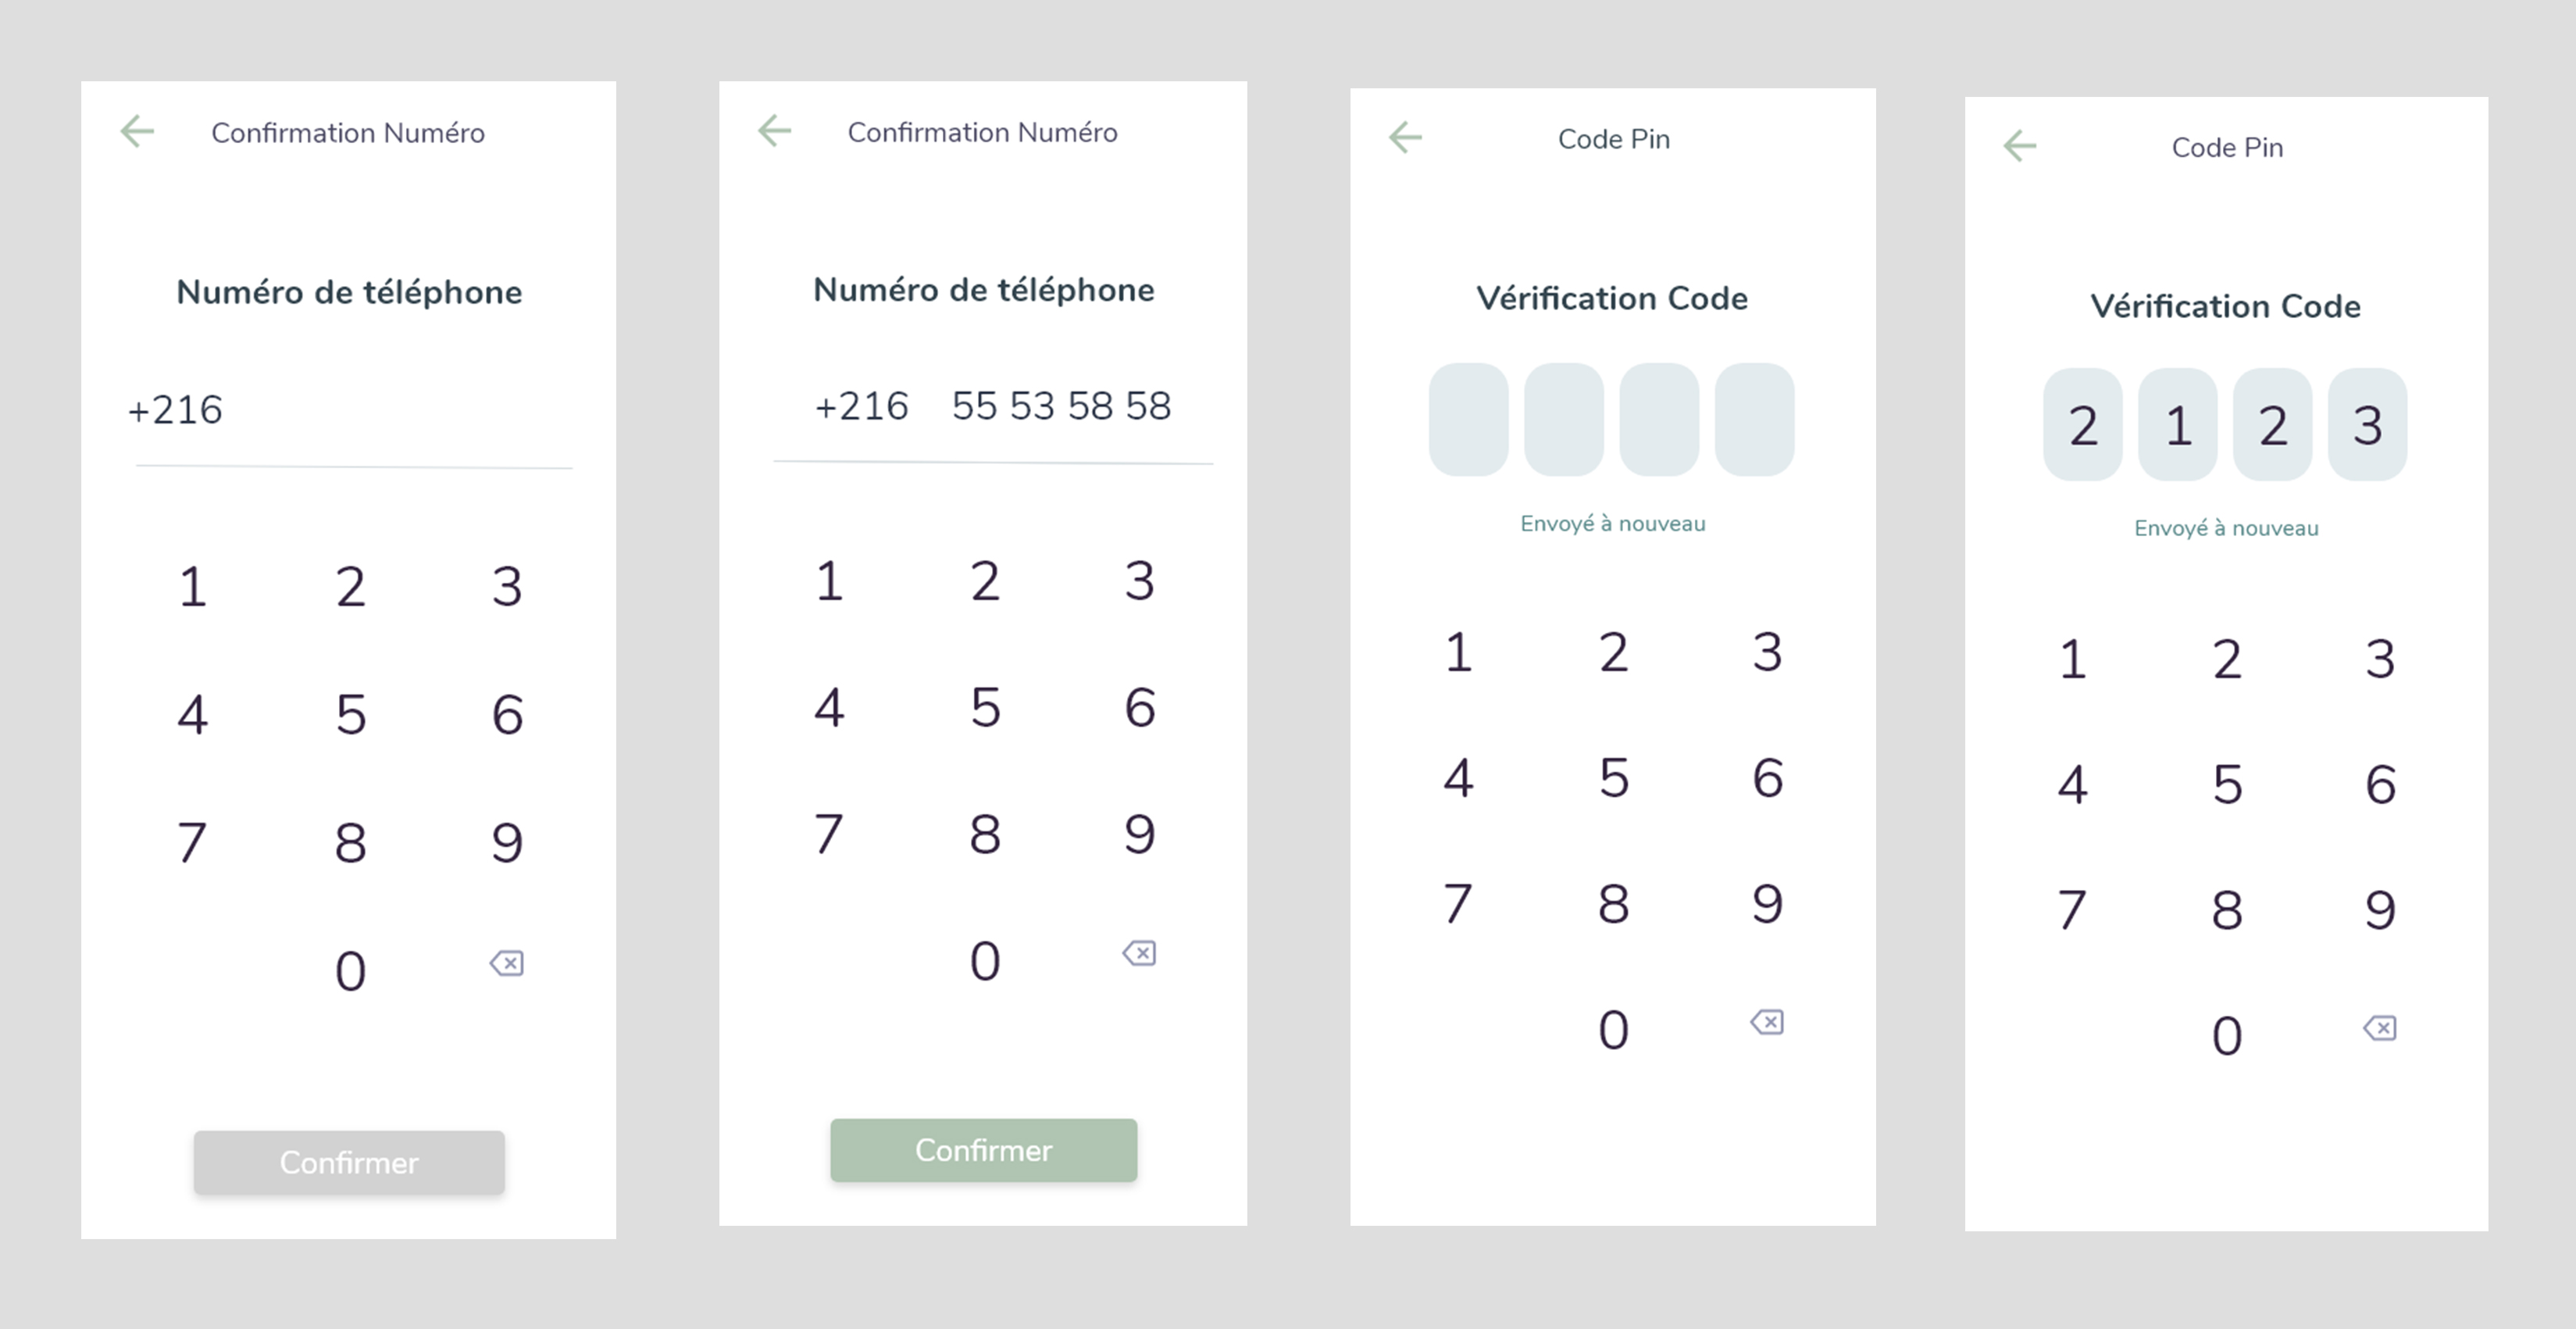 Confirmation Numéro
Numéro de téléphone
+216
1 2 3
4 5 6
7 8 9
0
Confirmer
Confirmation Numéro
Numéro de téléphone
+216 55 53 58 58
1 2 3
4 5 6
7 8 9
0
Confirmer
Code Pin
Vérification Code
Envoyé à nouveau
1 2 3
4 5 6
7 8 9
0
Code Pin
Vérification Code
2 1 2 3
Envoyé à nouveau
1 2 3
4 5 6
7 8 9
0